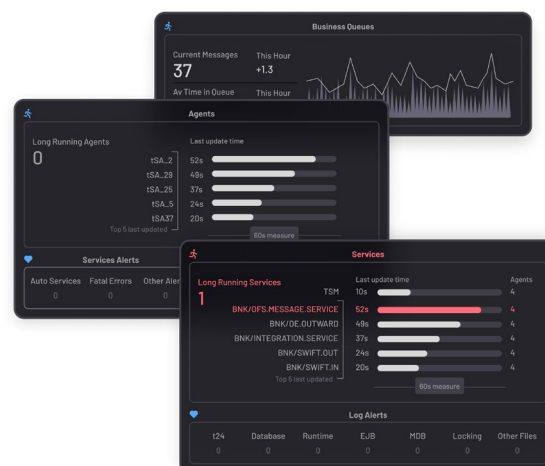 Business Queues
Current Messages This Hour
37 +1.3
Av Time in Queue This Hour
Agents
Long Running Agents Last update time
0
tSA_2 52s
tSA_29 49s
tSA_25 37s
tSA_5 24s
tSA37 20s
Top 5 last updated 60s measure
Services Alerts
Auto Services Fatal Errors Other Aler
0 0 0
Services
Long Running Services Last update time Agents
1 TSM 10s 4
BNK/OFS.MESSAGE.SERVICE 52s 4
BNK/DE.OUTWARD 49s 4
BNK/INTEGRATION.SERVICE 37s 4
BNK/SWIFT.OUT 24s 4
BNK/SWIFT.IN 20s 4
Top 5 last updated 60s measure
Log Alerts
t24 Database Runtime EJB MDB Locking Other Files
0 0 0 0 0 0 0